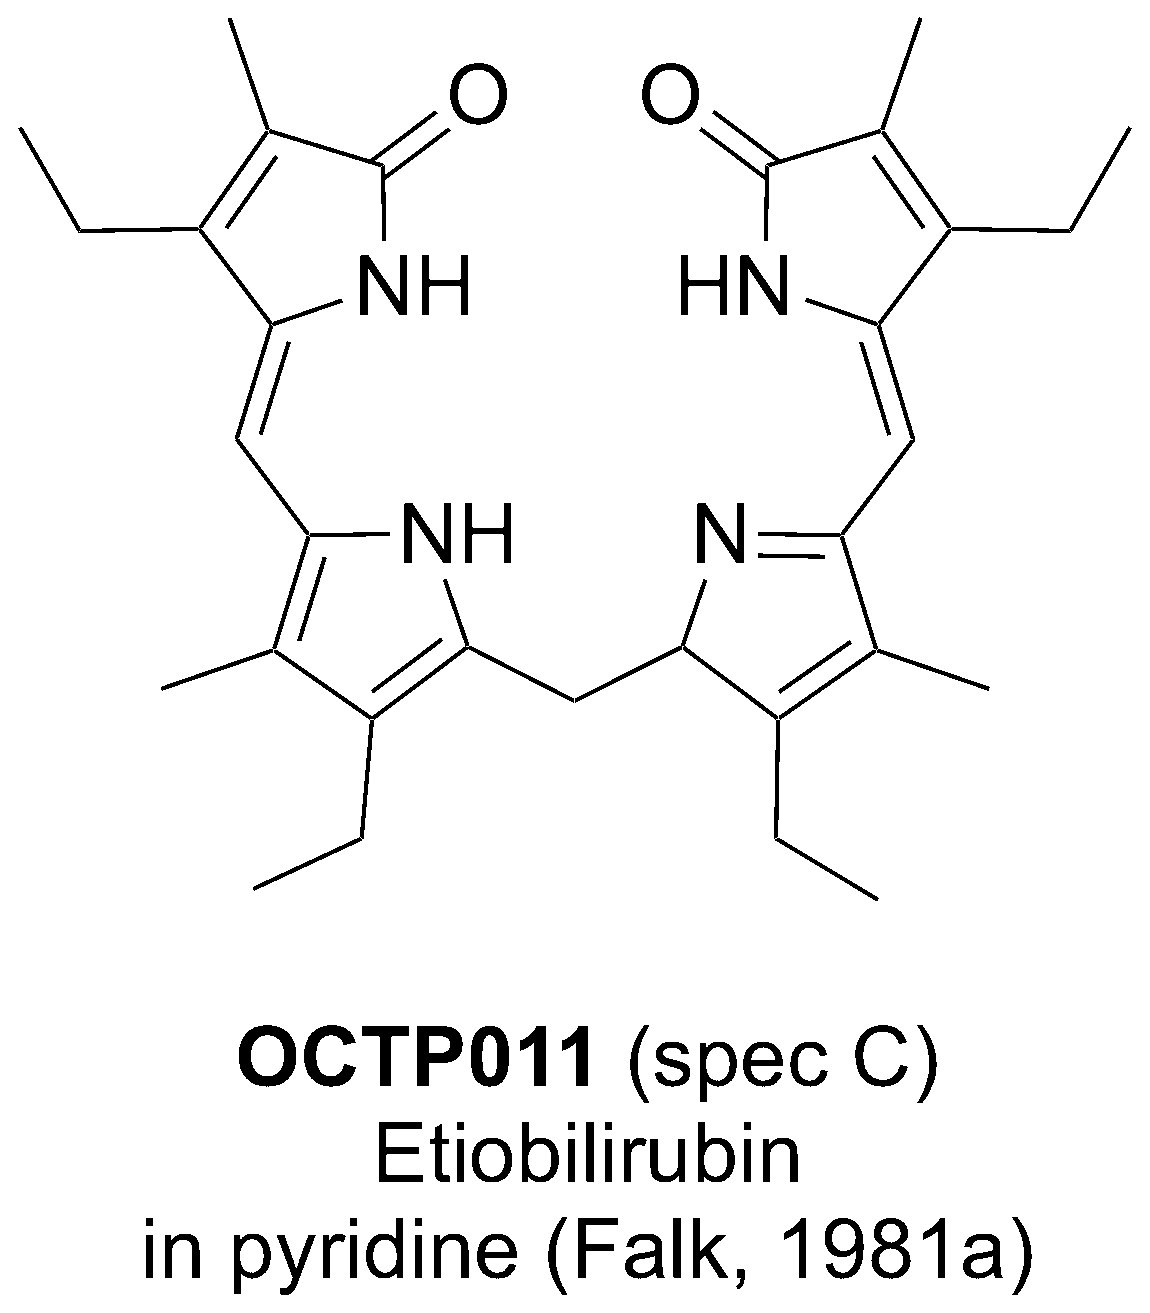 O O
NH HN
NH N
OCTP011 (spec C)
Etiobilirubin
in pyridine (Falk, 1981a)